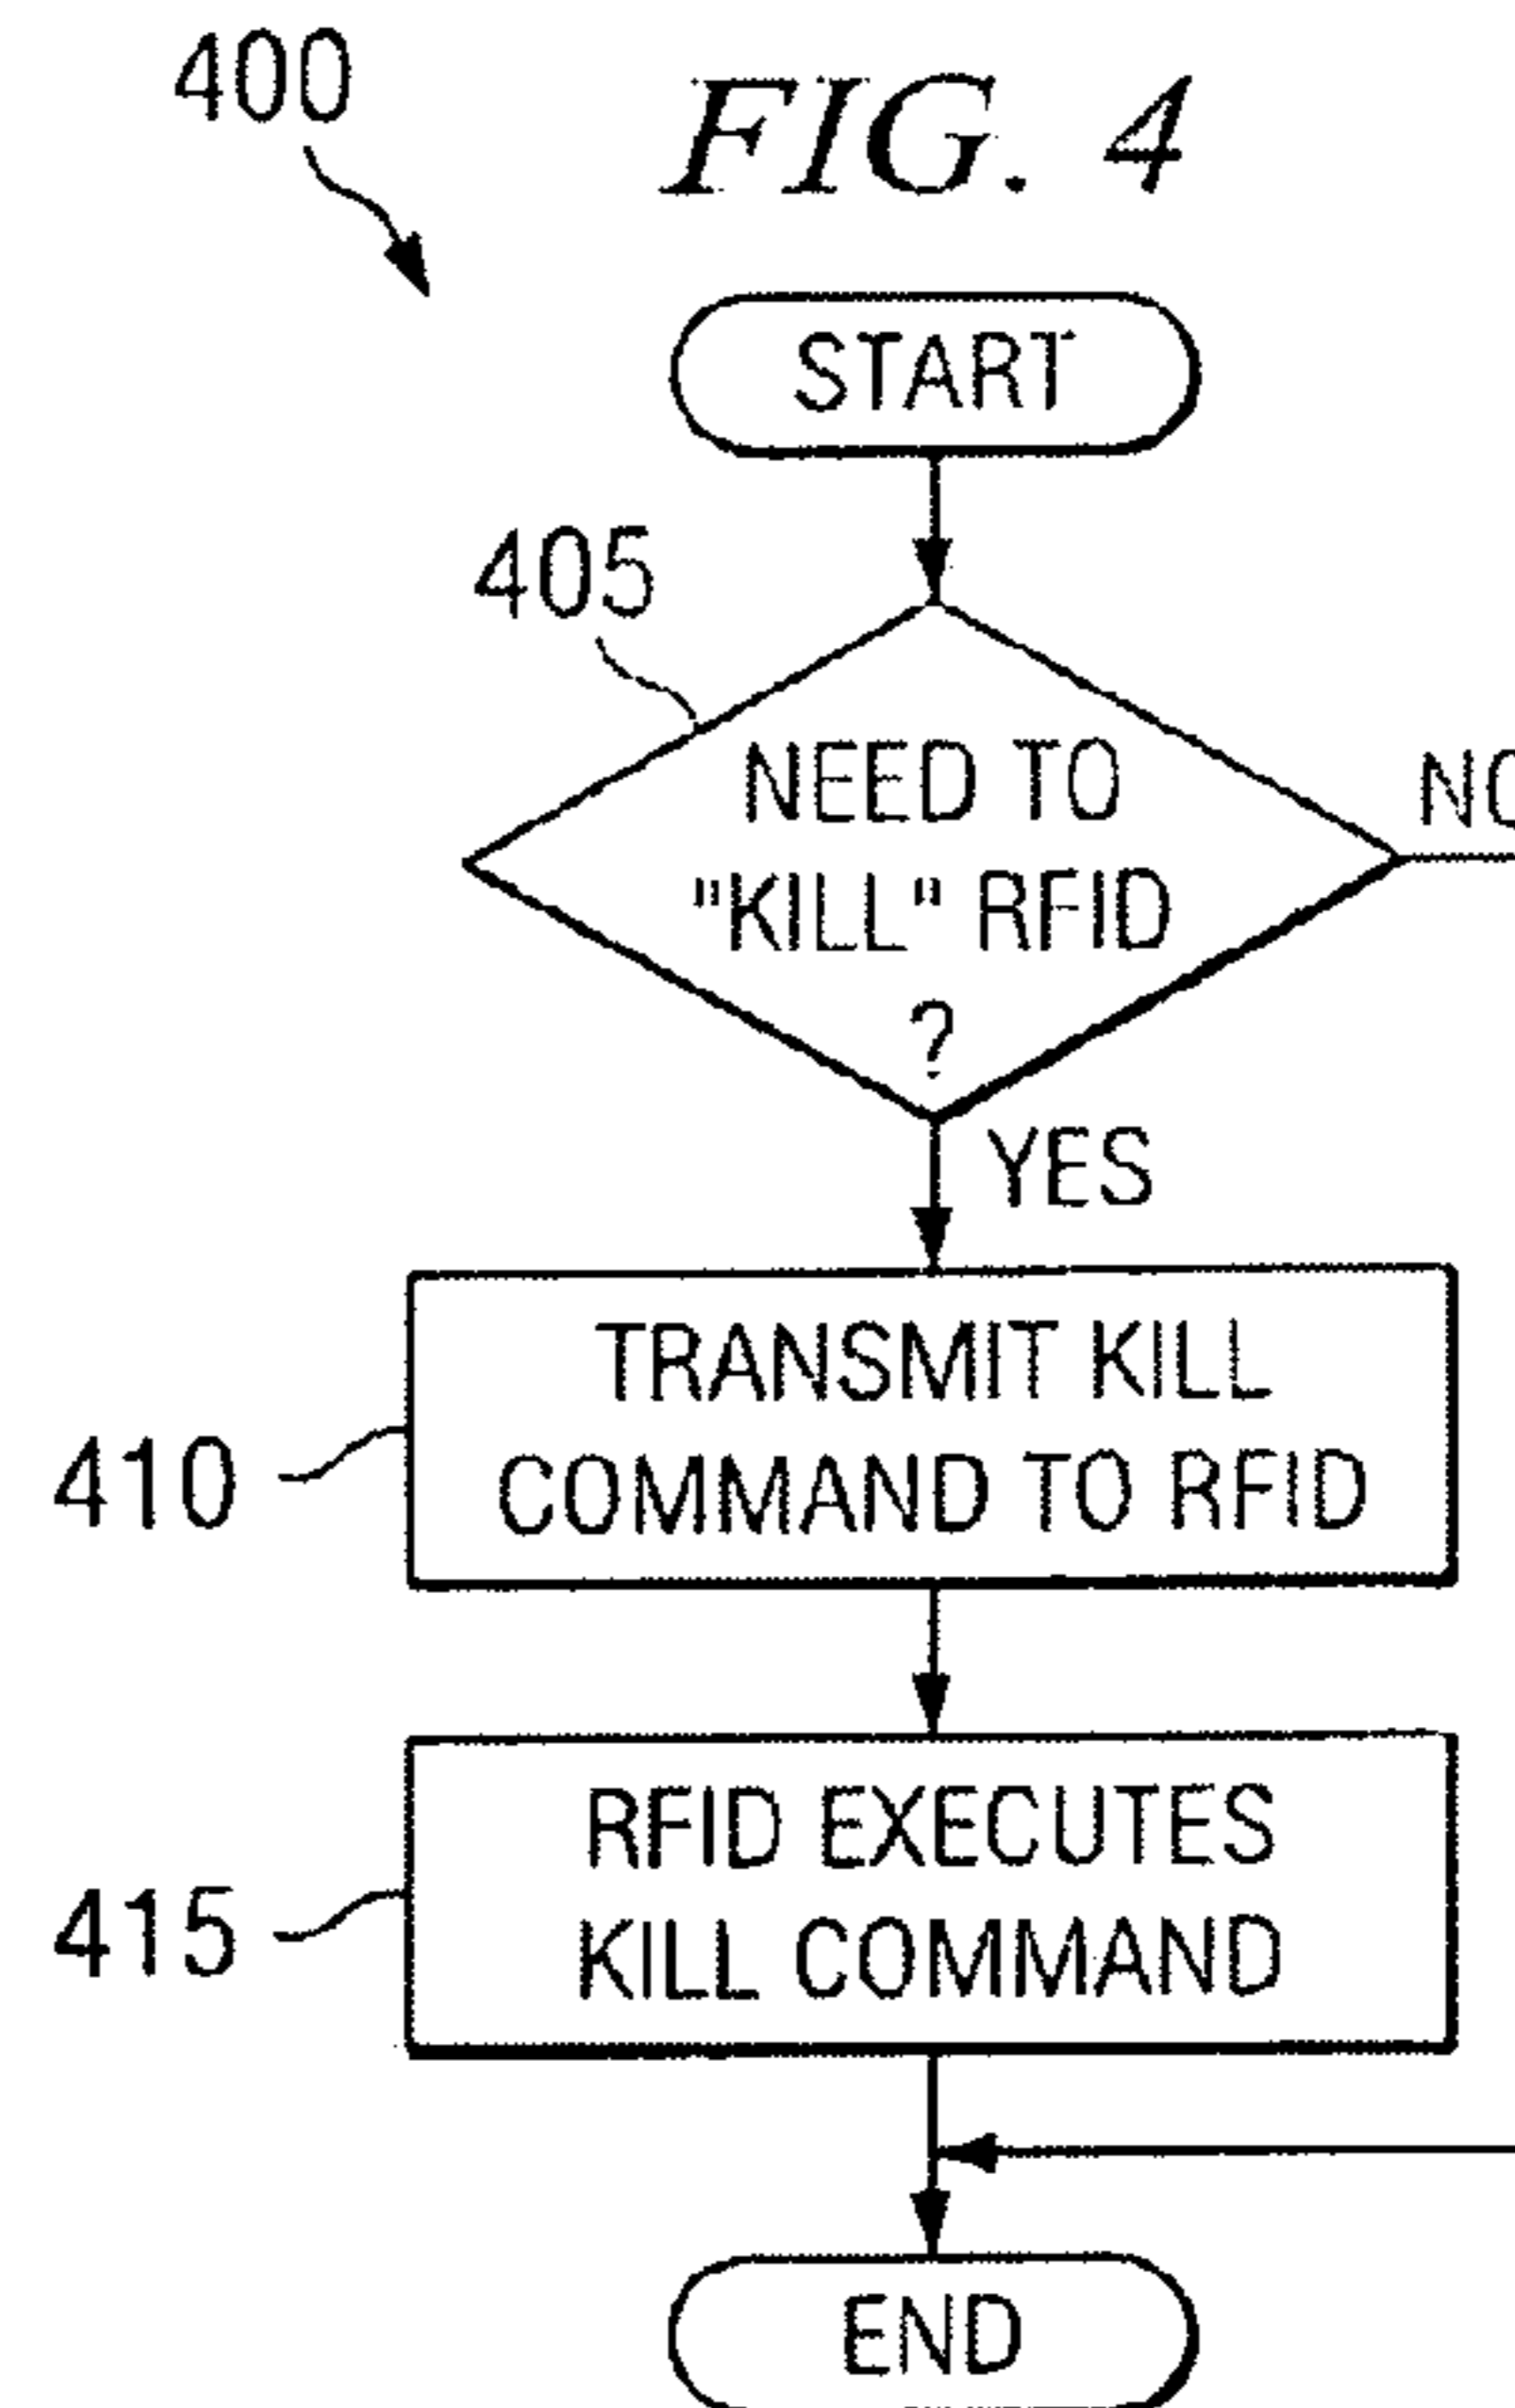 400
FIG. 4
START
405
NEED TO
"KILL" RFID
?
NO
YES
410
TRANSMIT KILL
COMMAND TO RFID
415
RFID EXECUTES
KILL COMMAND
END